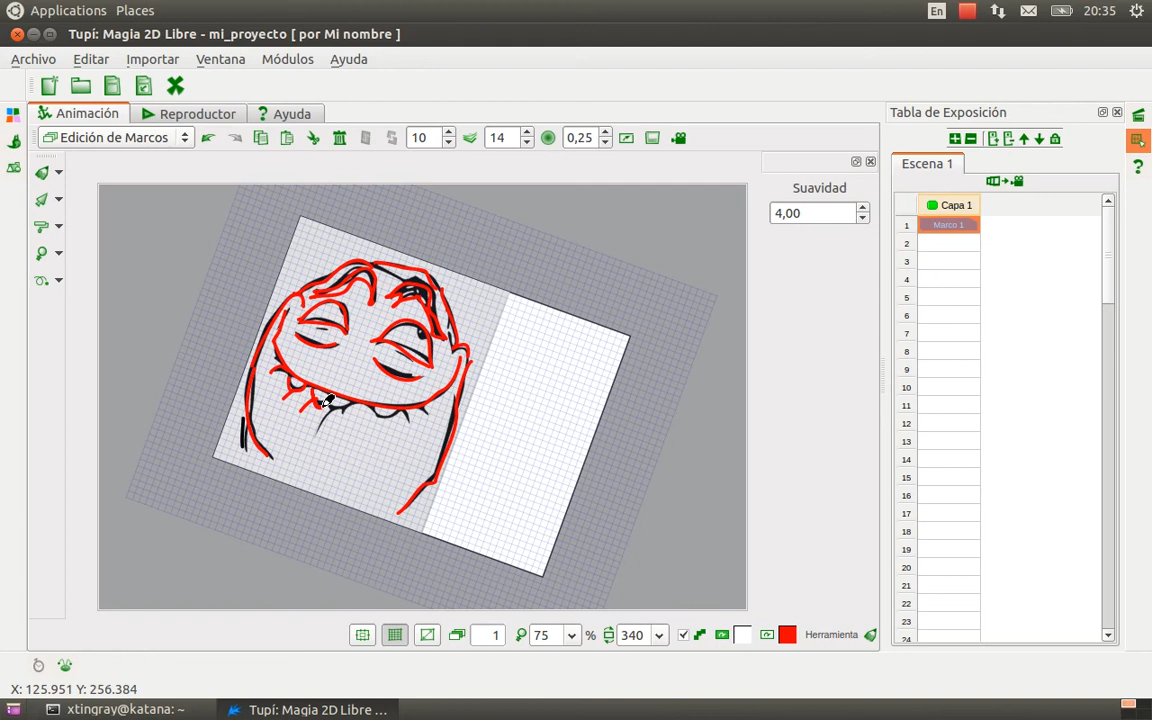 Applications Places
En 20:35
Tupí: Magia 2D Libre - mi_proyecto [ por Mi nombre ]
Archivo Editar Importar Ventana Módulos Ayuda
Animación Reproductor Ayuda
Edición de Marcos 10 14 0,25
Suavidad
4,00
Tabla de Exposición
Escena 1
Capa 1
1 Marco 1
2
3
4
5
6
7
8
9
10
11
12
13
14
15
16
17
18
19
20
21
22
23
24
1 75 % 340 Herramienta
X: 125.951 Y: 256.384
xtingray@katana: ~ Tupí: Magia 2D Libre ...